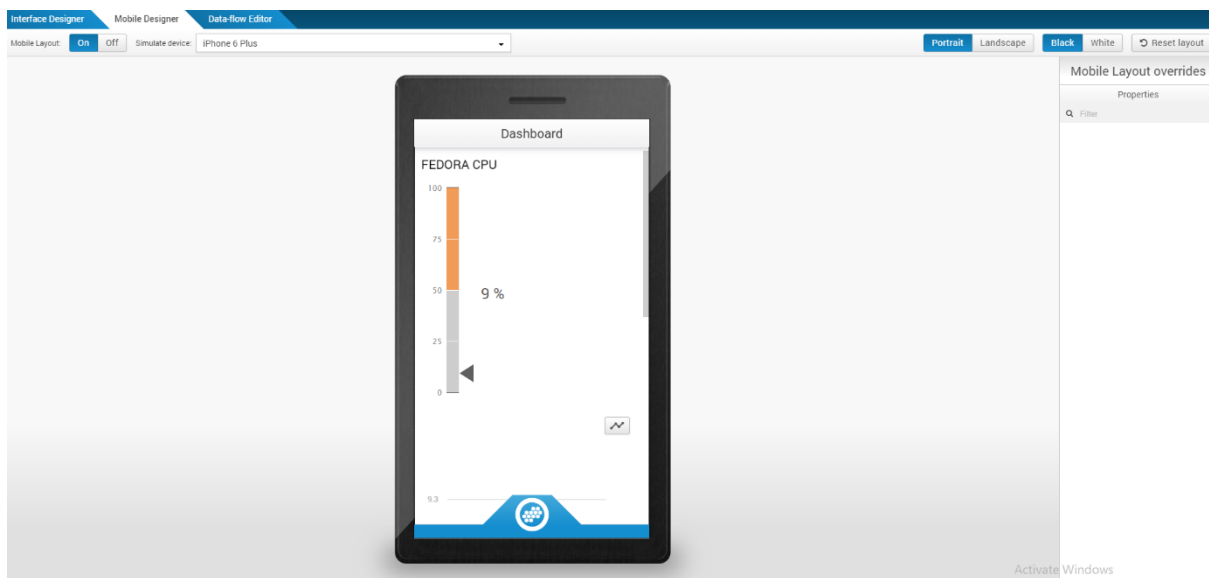 Interface Designer Mobile Designer Data-flow Editor
Mobile Layout: On Off Simulate device: iPhone 6 Plus Portrait Landscape Black White Reset layout
Mobile Layout overrides
Properties
Filter
Dashboard
FEDORA CPU
100
75
50
9 %
25
0
9.3
Activate Windows